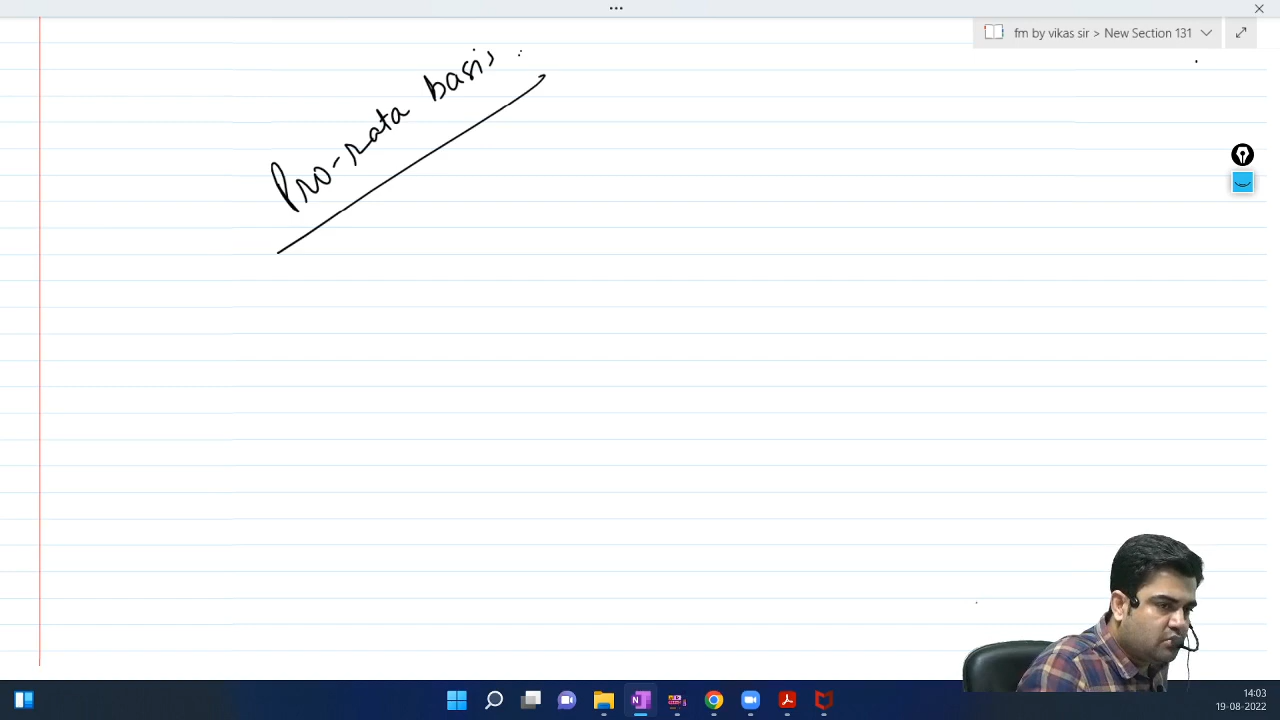 fm by vikas sir > New Section 131
Pro-rata basis
14:03
19-08-2022